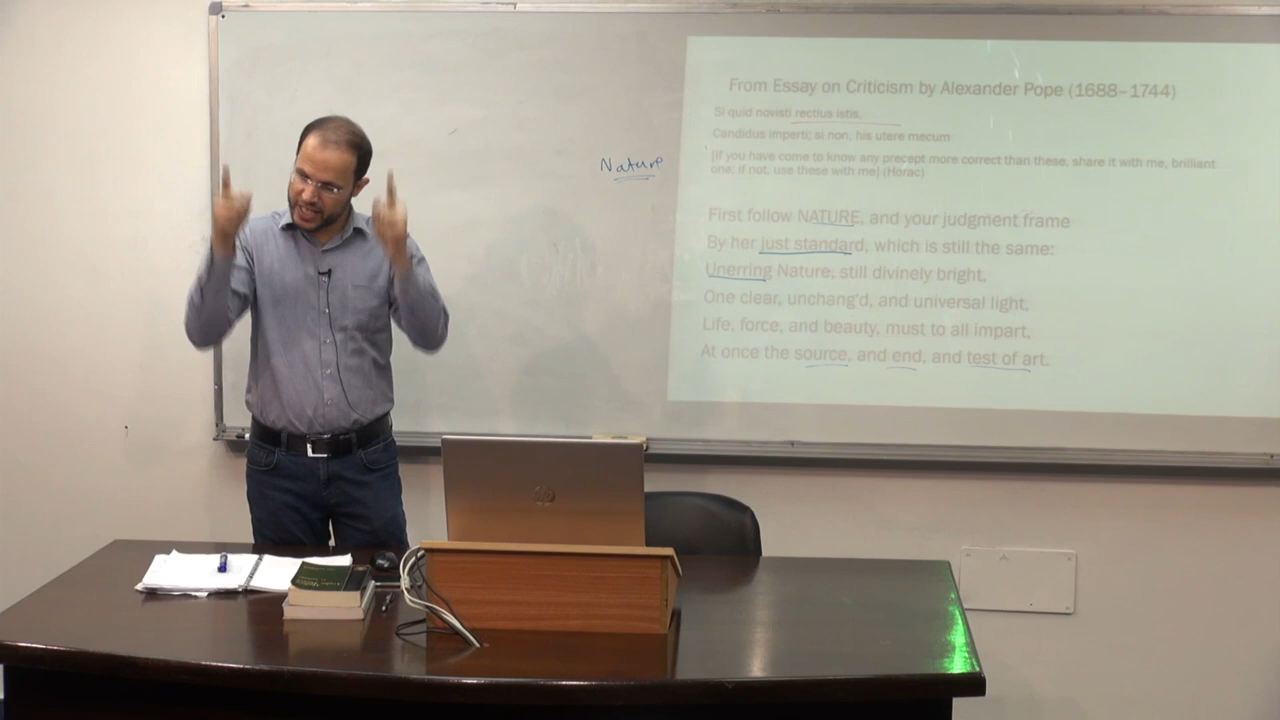 From Essay on Criticism by Alexander Pope (1688–1744)
Si quid novisti rectius istis,
Candidus imperti; si non, his utere mecum
[If you have come to know any precept more correct than these, share it with me, brilliant
one; if not, use these with me] (Horac)
Nature
First follow NATURE, and your judgment frame
By her just standard, which is still the same:
Unerring Nature, still divinely bright,
One clear, unchang'd, and universal light,
Life, force, and beauty, must to all impart,
At once the source, and end, and test of art.
hp